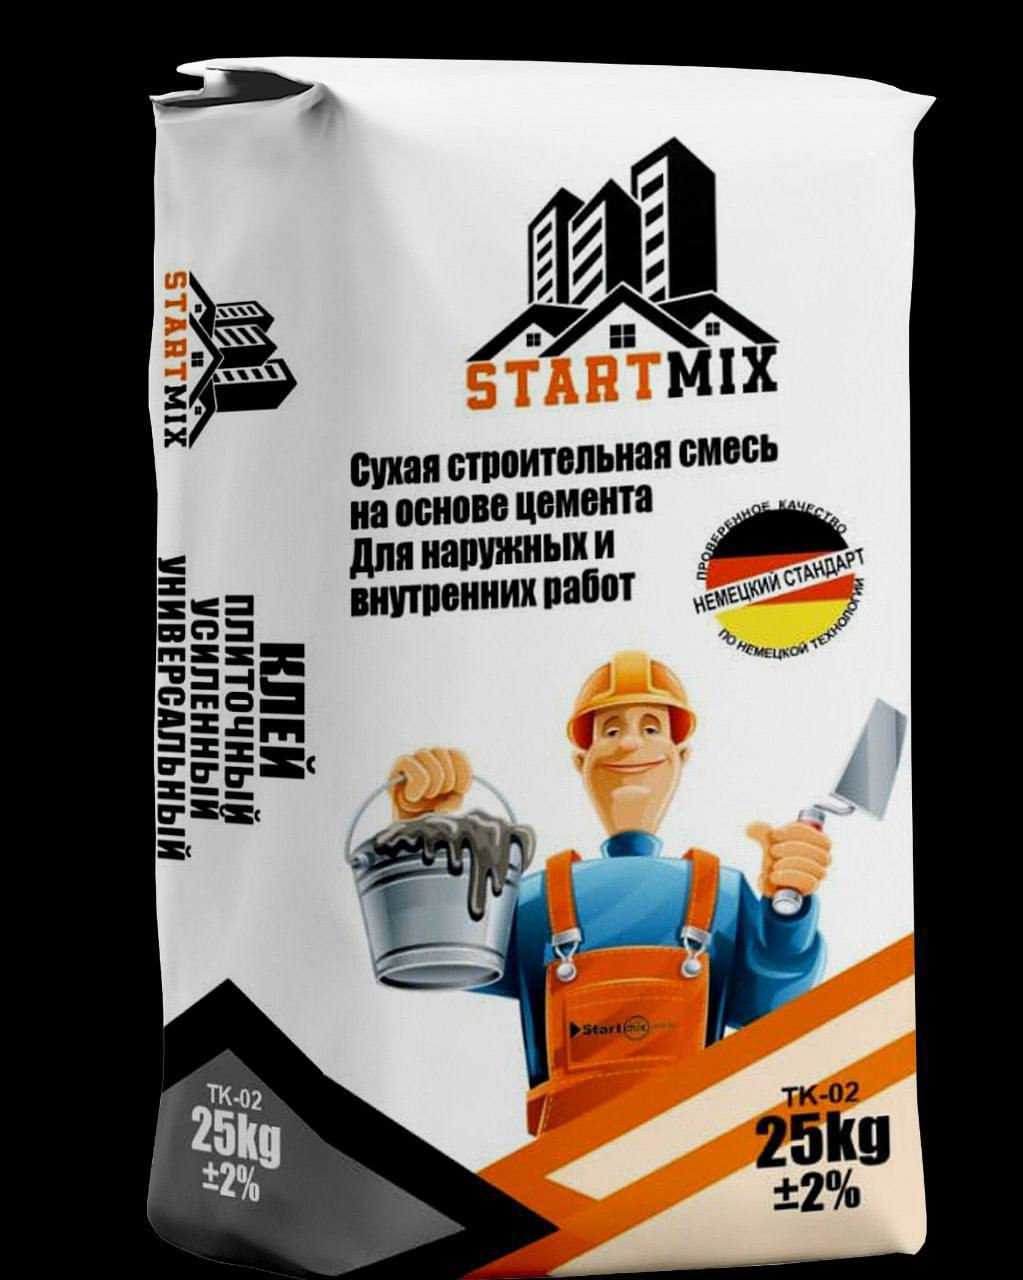 STARTMIX
Сухая строительная смесь
на основе цемента
Для наружных и
внутренних работ
ПРОВЕРЕННОЕ КАЧЕСТВО
НЕМЕЦКИЙ СТАНДАРТ
ПО НЕМЕЦКОЙ ТЕХНОЛОГИИ
Startmix
ТК-02
25kg
±2%
STARTMIX
КЛЕЙ
ПЛИТОЧНЫЙ
УСИЛЕННЫЙ
УНИВЕРСАЛЬНЫЙ
ТК-02
25kg
±2%